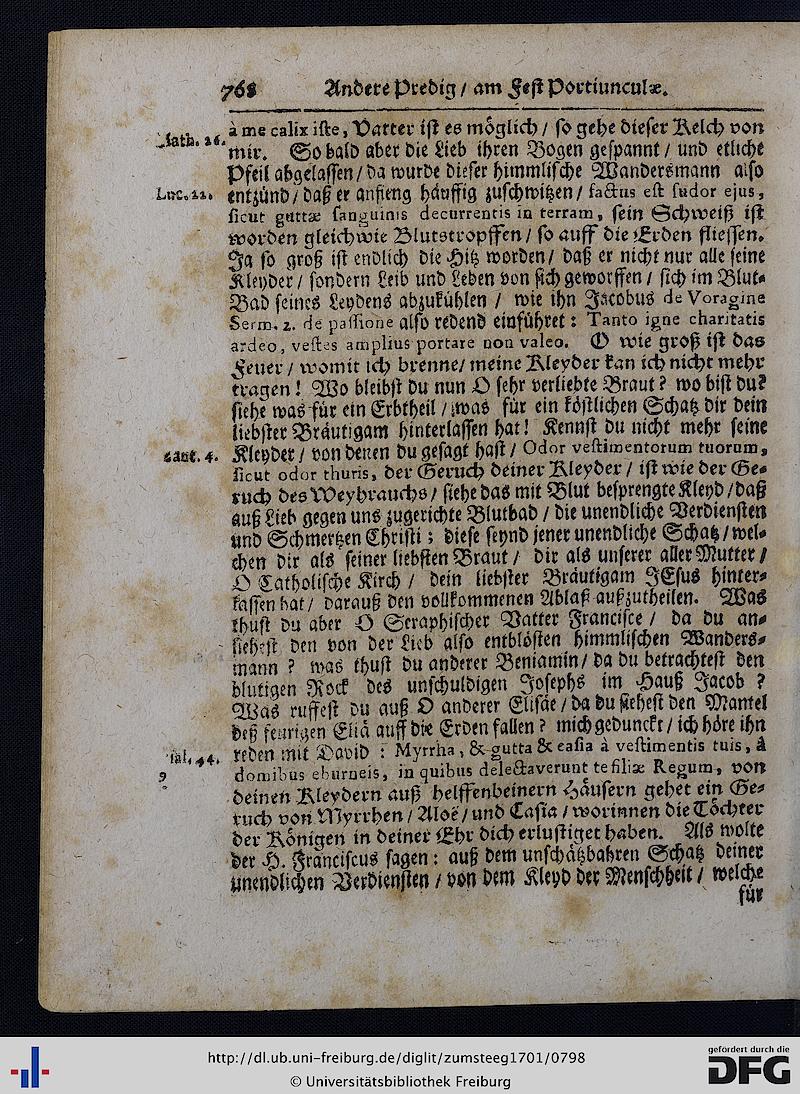 768 Andere Predig / am Fest Portiunculæ.
à me calix iste, Vatter ist es möglich / so gehe dieser Kelch von
Math. 26. mir. So bald aber die Lieb ihren Bogen gespannt / und etliche
Pfeil abgelassen / da wurde dieser himmlische Wandersmann also
Luc. 22. entzünd / daß er anfieng häuffig zuschwitzen / factus est sudor ejus,
sicut guttæ sanguinis decurrentis in terram, sein Schweiß ist
worden gleichwie Blutstropffen / so auff die Erden fliessen.
Ja so groß ist endlich die Hitz worden / daß er nicht nur alle seine
Kleyder / sondern Leib und Leben von sich geworffen / sich im Blut-
Bad seines Leydens abzukühlen / wie ihn Jacobus de Voragine
Serm. 2. de passione also redend einführet : Tanto igne charitatis
ardeo, vestes amplius portare non valeo. O wie groß ist das
Feuer / womit ich brenne / meine Kleyder kan ich nicht mehr
tragen ! Wo bleibst du nun O sehr verliebte Braut ? wo bist du?
siehe was für ein Erbtheil / was für ein köstlichen Schatz dir dein
liebster Bräutigam hinterlassen hat ! Kennst du nicht mehr seine
Cant. 4. Kleyder / von denen du gesagt hast / Odor vestimentorum tuorum,
sicut odor thuris, der Geruch deiner Kleyder / ist wie der Ge-
ruch des Weybrauchs / siehe das mit Blut besprengte Kleyd / daß
auß Lieb gegen uns zugerichte Blutbad / die unendliche Verdiensten
und Schmertzen Christi ; diese seynd jener unendliche Schatz / wel-
chen dir als seiner liebsten Braut / dir als unserer aller Mutter /
O Catholische Kirch / dein liebster Bräutigam JEsus hinter-
lassen hat / darauß den vollkommenen Ablaß außzutheilen. Was
thust du aber O Seraphischer Vatter Francisce / da du an-
siehest den von der Lieb also entblösten himmlischen Wanders-
mann ? was thust du anderer Beniamin / da du betrachtest den
blutigen Rock des unschuldigen Josephs im Hauß Jacob ?
Was ruffest du auß O anderer Elisäe / da du siehest den Mantel
deß feurigen Eliä auff die Erden fallen ? mich gedunckt / ich höre ihn
Psal. 44. reden mit David : Myrrha, & gutta & casia à vestimentis tuis, à
9 domibus eburneis, in quibus delectaverunt te filiæ Regum, von
deinen Kleydern auß helffenbeinern Häusern gehet ein Ge-
ruch von Myrrhen / Aloë / und Casia / worinnen die Töchter
der Königen in deiner Ehr dich erlustiget haben. Als wolte
der H. Franciscus sagen : auß dem unschätzbahren Schatz deiner
unendlichen Verdiensten / von dem Kleyd der Menschheit / welche
für
http://dl.ub.uni-freiburg.de/diglit/zumsteeg1701/0798
© Universitätsbibliothek Freiburg
gefördert durch die
DFG